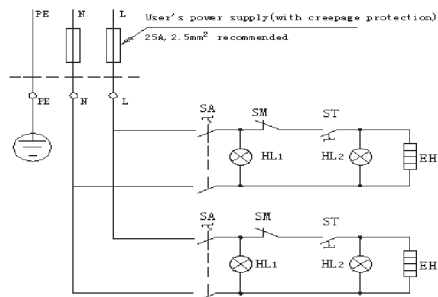 PE N L User's power supply(with creepage protection)
25A, 2.5mm² recommended
PE N L
SA SM ST
HL1 HL2 EH
SA SM ST
HL1 HL2 EH